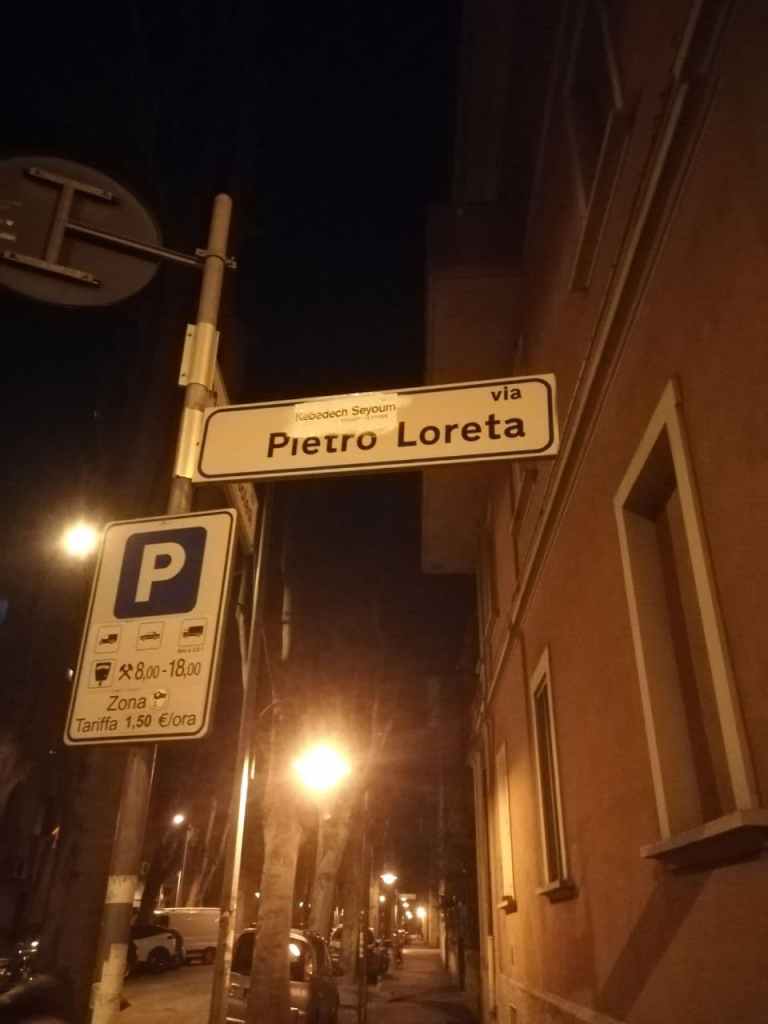 via
Kebedech Seyoum
Pietro Loreta
P
8,00-18,00
Zona
Tariffa 1,50 €/ora